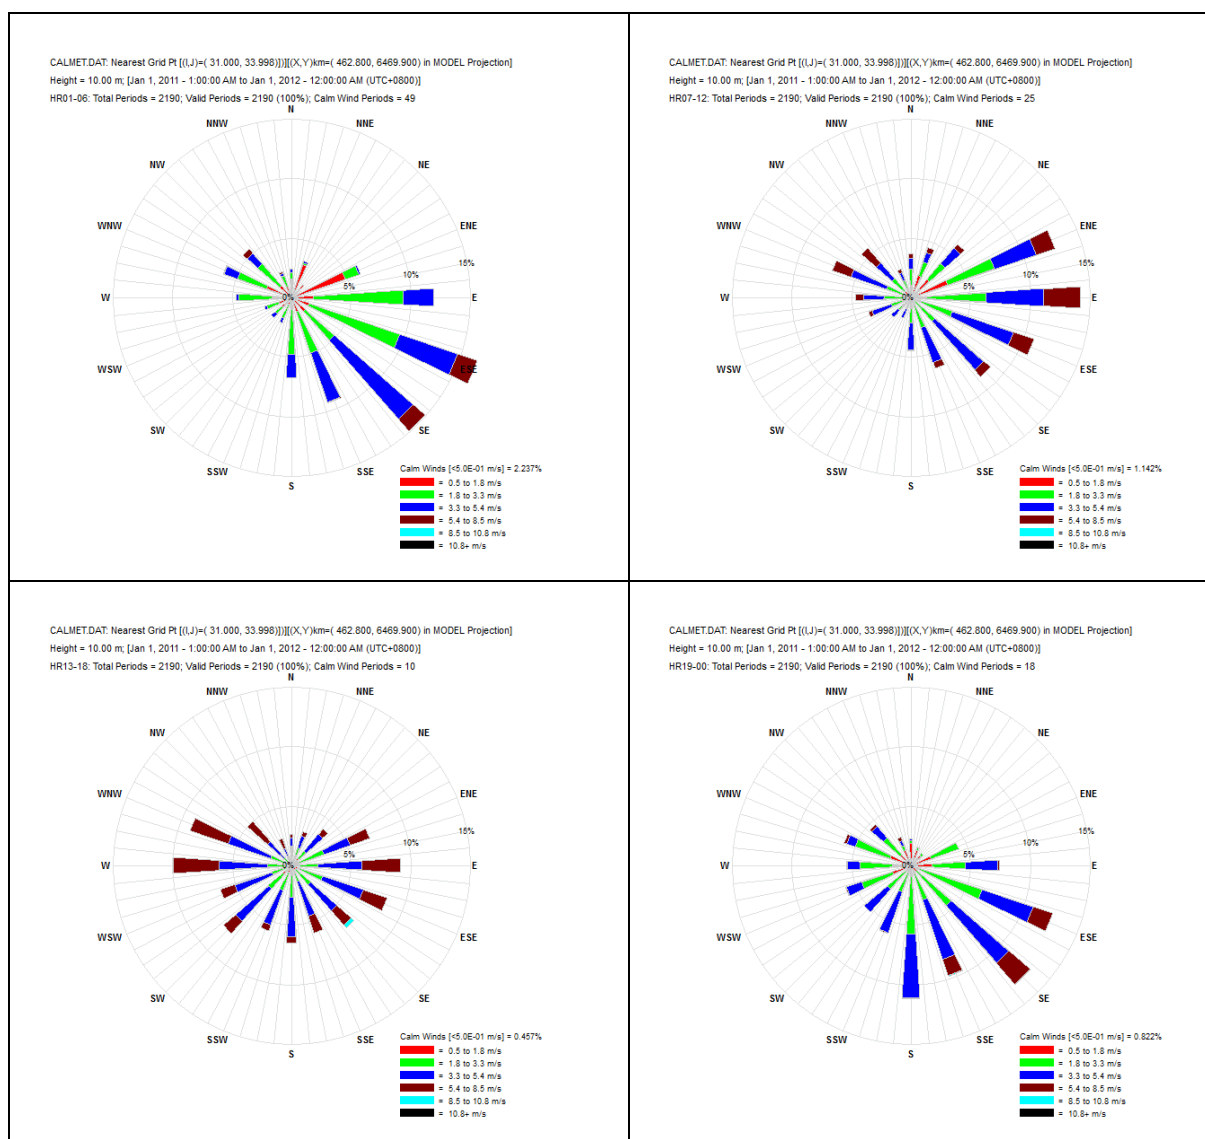 CALMET.DAT: Nearest Grid Pt [(I,J)=( 31.000, 33.998)])][(X,Y)km=( 462.800, 6469.900) in MODEL Projection]
Height = 10.00 m; [Jan 1, 2011 - 1:00:00 AM to Jan 1, 2012 - 12:00:00 AM (UTC+0800)]
HR01-06: Total Periods = 2190; Valid Periods = 2190 (100%); Calm Wind Periods = 49
N
NNW
NNE
NW
NE
WNW
ENE
15%
10%
5%
W
0%
E
WSW
ESE
SW
SE
SSW
SSE
S
Calm Winds [<5.0E-01 m/s] = 2.237%
= 0.5 to 1.8 m/s
= 1.8 to 3.3 m/s
= 3.3 to 5.4 m/s
= 5.4 to 8.5 m/s
= 8.5 to 10.8 m/s
= 10.8+ m/s
CALMET.DAT: Nearest Grid Pt [(I,J)=( 31.000, 33.998)])][(X,Y)km=( 462.800, 6469.900) in MODEL Projection]
Height = 10.00 m; [Jan 1, 2011 - 1:00:00 AM to Jan 1, 2012 - 12:00:00 AM (UTC+0800)]
HR07-12: Total Periods = 2190; Valid Periods = 2190 (100%); Calm Wind Periods = 25
N
NNW
NNE
NW
NE
WNW
ENE
15%
10%
5%
W
0%
E
WSW
ESE
SW
SE
SSW
SSE
S
Calm Winds [<5.0E-01 m/s] = 1.142%
= 0.5 to 1.8 m/s
= 1.8 to 3.3 m/s
= 3.3 to 5.4 m/s
= 5.4 to 8.5 m/s
= 8.5 to 10.8 m/s
= 10.8+ m/s
CALMET.DAT: Nearest Grid Pt [(I,J)=( 31.000, 33.998)])][(X,Y)km=( 462.800, 6469.900) in MODEL Projection]
Height = 10.00 m; [Jan 1, 2011 - 1:00:00 AM to Jan 1, 2012 - 12:00:00 AM (UTC+0800)]
HR13-18: Total Periods = 2190; Valid Periods = 2190 (100%); Calm Wind Periods = 10
N
NNW
NNE
NW
NE
WNW
ENE
15%
10%
5%
W
0%
E
WSW
ESE
SW
SE
SSW
SSE
S
Calm Winds [<5.0E-01 m/s] = 0.457%
= 0.5 to 1.8 m/s
= 1.8 to 3.3 m/s
= 3.3 to 5.4 m/s
= 5.4 to 8.5 m/s
= 8.5 to 10.8 m/s
= 10.8+ m/s
CALMET.DAT: Nearest Grid Pt [(I,J)=( 31.000, 33.998)])][(X,Y)km=( 462.800, 6469.900) in MODEL Projection]
Height = 10.00 m; [Jan 1, 2011 - 1:00:00 AM to Jan 1, 2012 - 12:00:00 AM (UTC+0800)]
HR19-00: Total Periods = 2190; Valid Periods = 2190 (100%); Calm Wind Periods = 18
N
NNW
NNE
NW
NE
WNW
ENE
15%
10%
5%
W
0%
E
WSW
ESE
SW
SE
SSW
SSE
S
Calm Winds [<5.0E-01 m/s] = 0.822%
= 0.5 to 1.8 m/s
= 1.8 to 3.3 m/s
= 3.3 to 5.4 m/s
= 5.4 to 8.5 m/s
= 8.5 to 10.8 m/s
= 10.8+ m/s